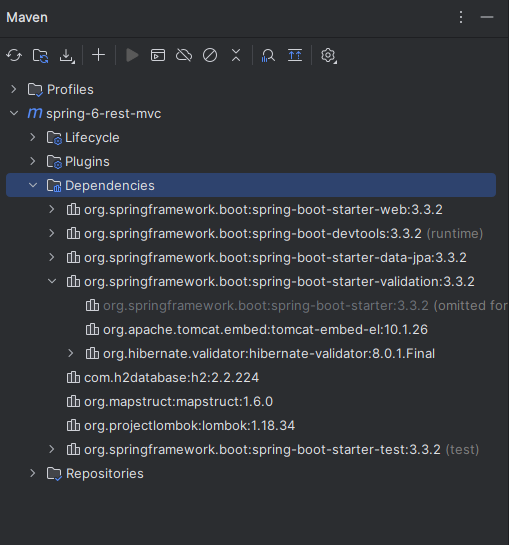 Maven
Profiles
m spring-6-rest-mvc
Lifecycle
Plugins
Dependencies
org.springframework.boot:spring-boot-starter-web:3.3.2
org.springframework.boot:spring-boot-devtools:3.3.2 (runtime)
org.springframework.boot:spring-boot-starter-data-jpa:3.3.2
org.springframework.boot:spring-boot-starter-validation:3.3.2
org.springframework.boot:spring-boot-starter:3.3.2 (omitted for
org.apache.tomcat.embed:tomcat-embed-el:10.1.26
org.hibernate.validator:hibernate-validator:8.0.1.Final
com.h2database:h2:2.2.224
org.mapstruct:mapstruct:1.6.0
org.projectlombok:lombok:1.18.34
org.springframework.boot:spring-boot-starter-test:3.3.2 (test)
Repositories